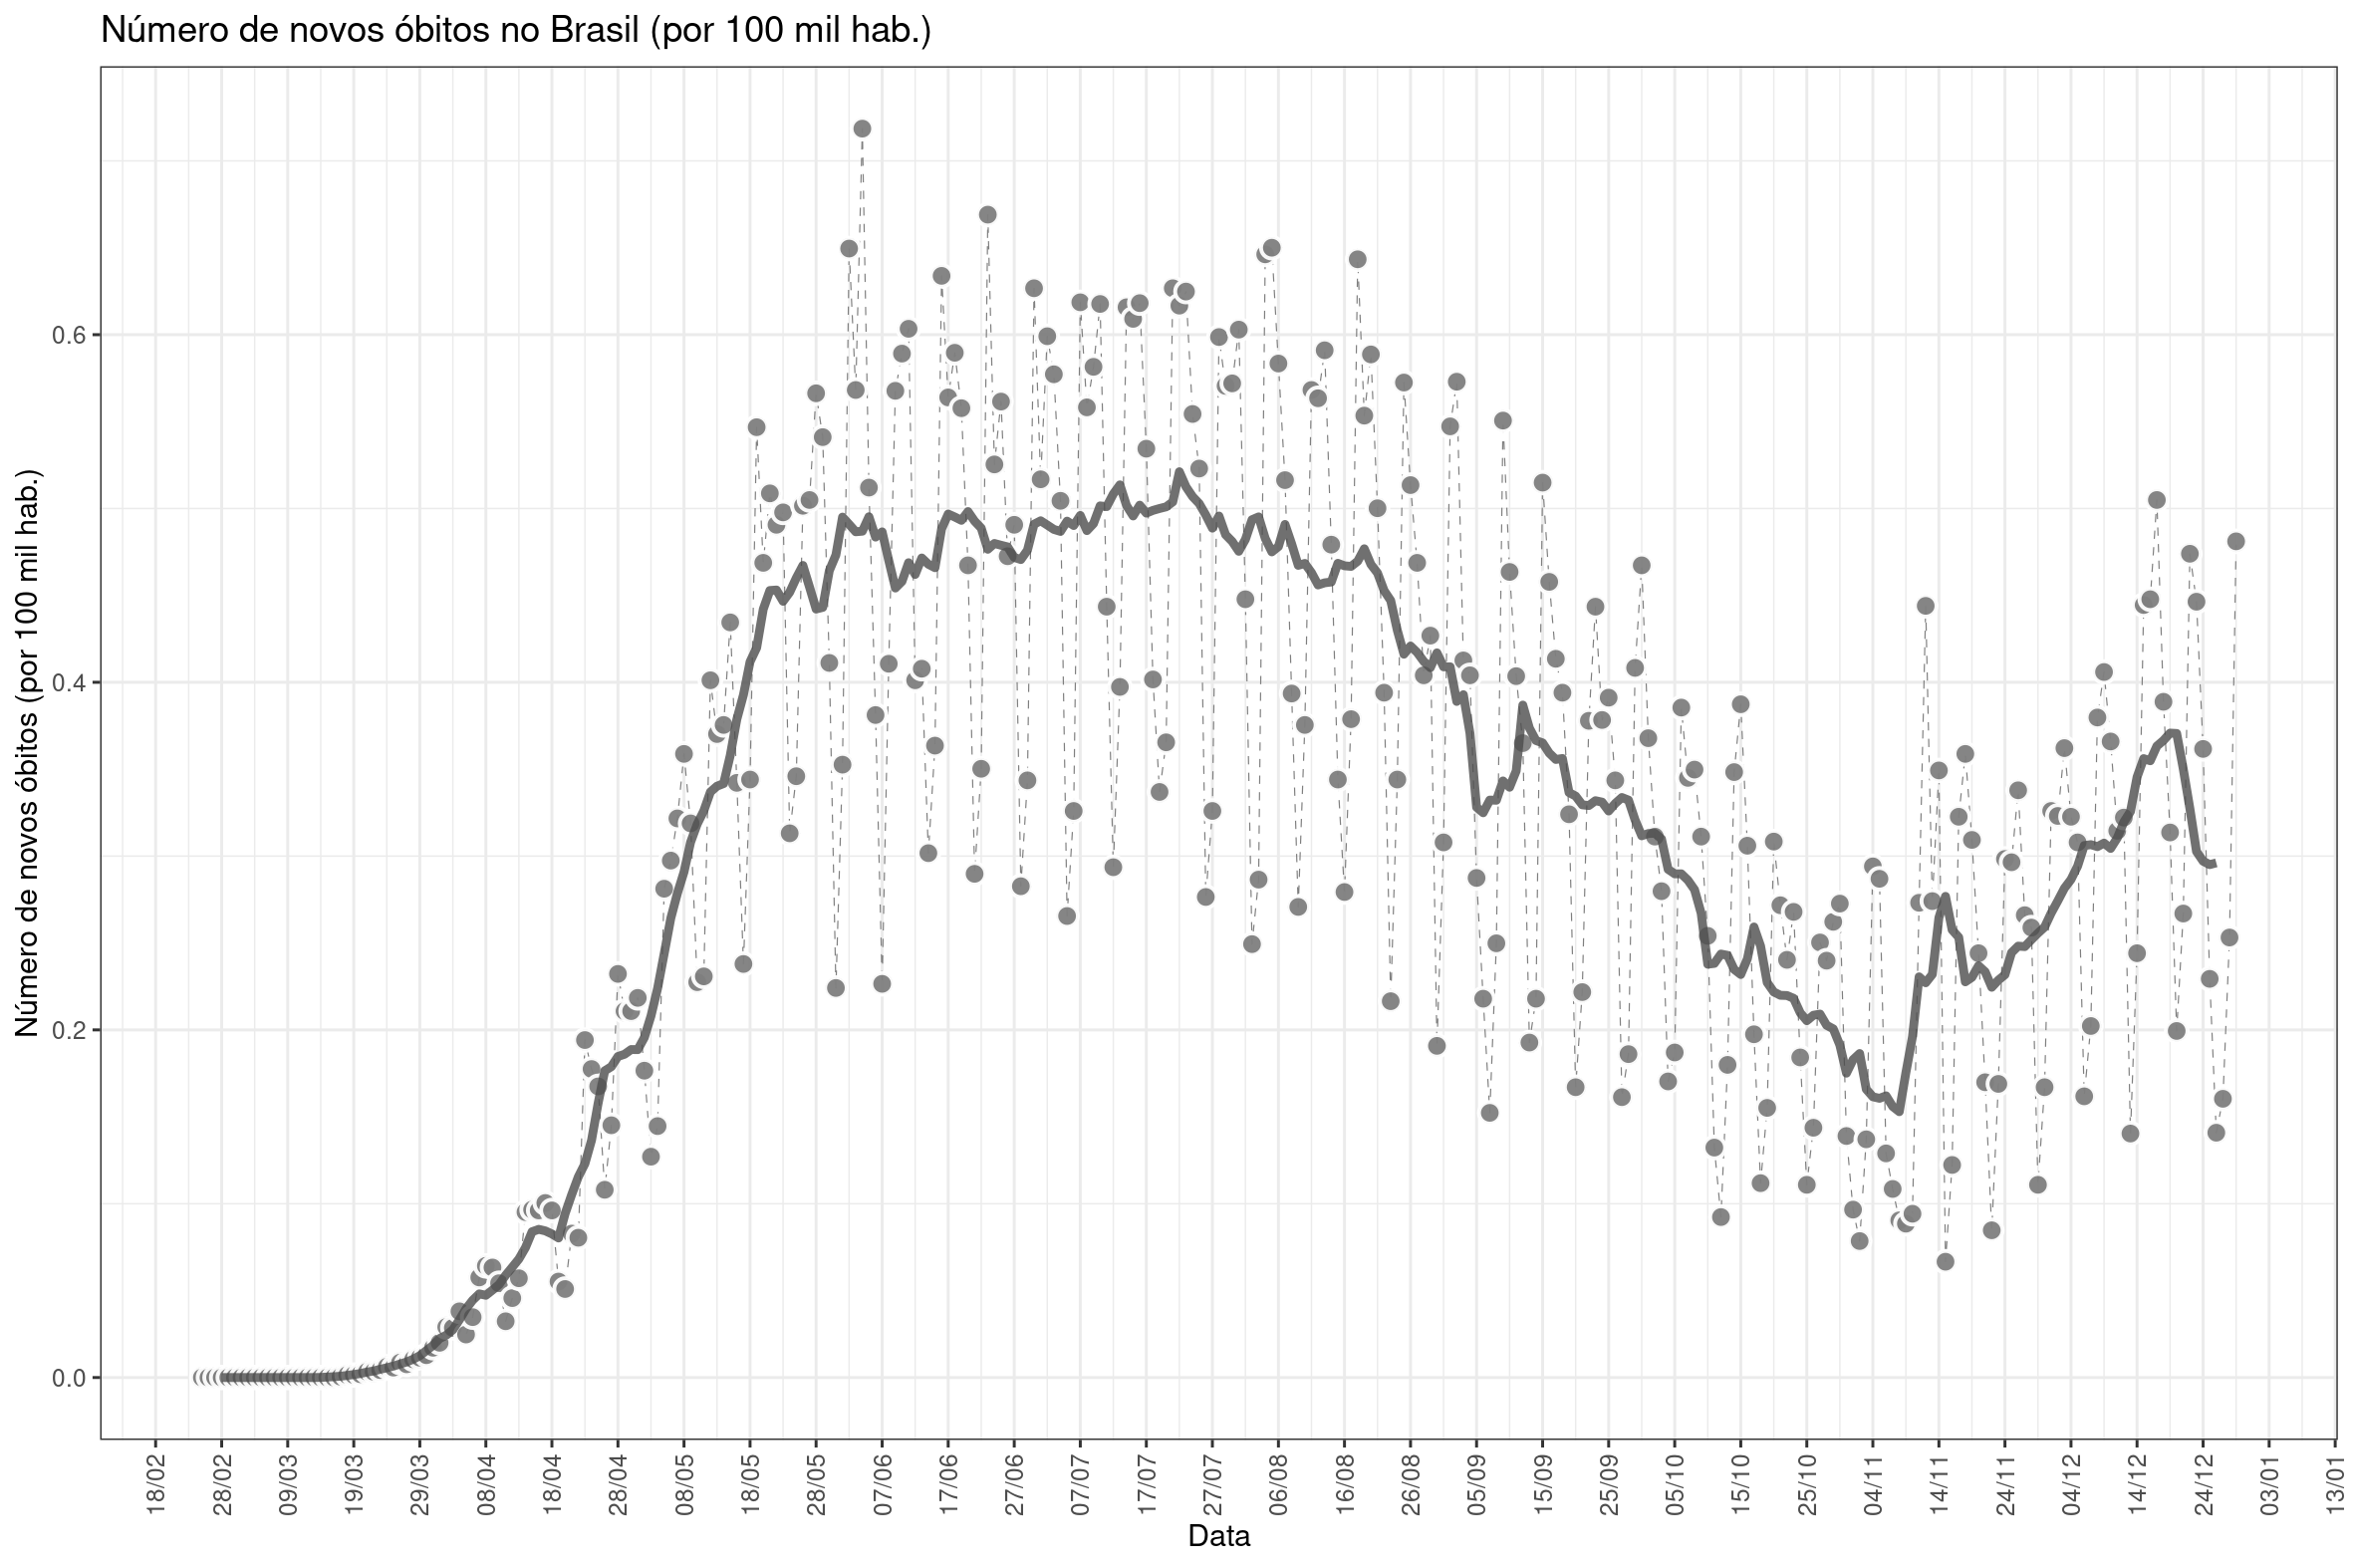 Número de novos óbitos no Brasil (por 100 mil hab.)
Número de novos óbitos (por 100 mil hab.)
0.6
0.4
0.2
0.0
18/02 28/02 09/03 19/03 29/03 08/04 18/04 28/04 08/05 18/05 28/05 07/06 17/06 27/06 07/07 17/07 27/07 06/08 16/08 26/08 05/09 15/09 25/09 05/10 15/10 25/10 04/11 14/11 24/11 04/12 14/12 24/12 03/01 13/01
Data